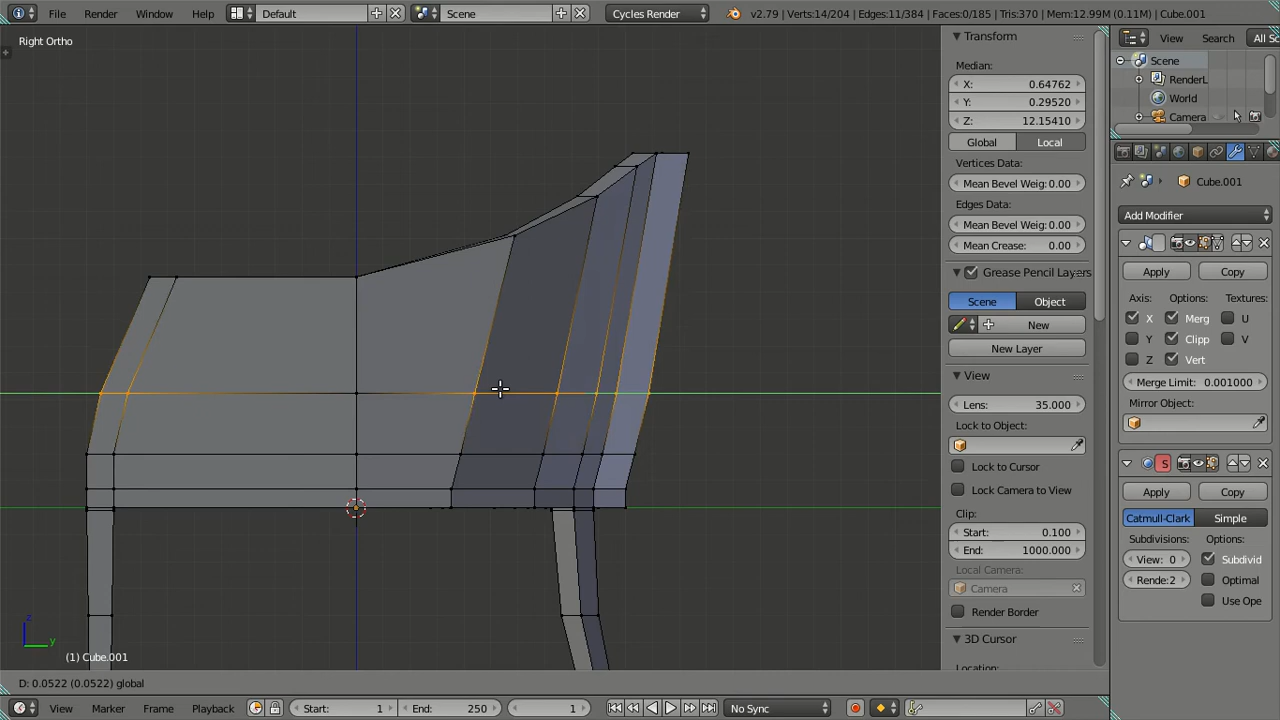 File Render Window Help Default Scene Cycles Render v2.79 | Verts:14/204 | Edges:11/384 | Faces:0/185 | Tris:370 | Mem:12.99M (0.11M) | Cube.001
Right Ortho
Transform
Median:
X: 0.64762
Y: 0.29520
Z: 12.15410
Global Local
Vertices Data:
Mean Bevel Weig:0.00
Edges Data:
Mean Bevel Weig:0.00
Mean Crease: 0.00
Grease Pencil Layers
Scene Object
New
New Layer
View
Lens: 35.000
Lock to Object:
Lock to Cursor
Lock Camera to View
Clip:
Start: 0.100
End: 1000.000
Local Camera:
Camera
Render Border
3D Cursor
Location:
View Search All Sc
Scene
RenderL
World
Camera
Cube.001
Add Modifier
Apply Copy
Axis: Options: Textures:
X Merg U
Y Clipp V
Z Vert
Merge Limit: 0.001000
Mirror Object:
S
Apply Copy
Catmull-Clark Simple
Subdivisions: Options:
View: 0 Subdivid
Rende:2 Optimal
Use Ope
z
y
(1) Cube.001
D: 0.0522 (0.0522) global
View Marker Frame Playback Start: 1 End: 250 1 No Sync